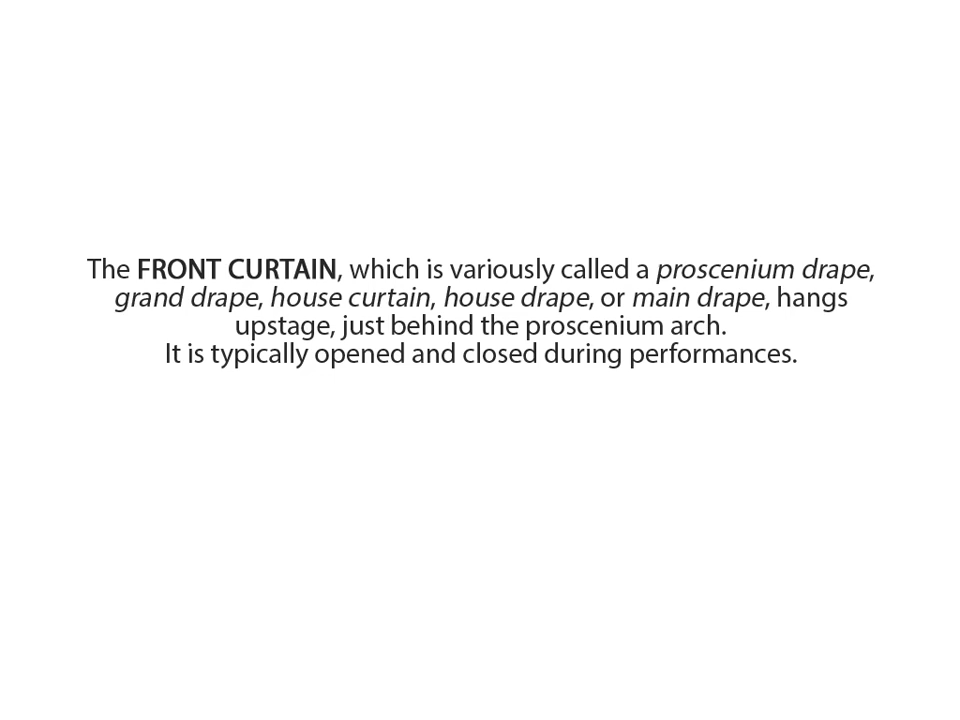 The FRONT CURTAIN, which is variously called a proscenium drape,
grand drape, house curtain, house drape, or main drape, hangs
upstage, just behind the proscenium arch.
It is typically opened and closed during performances.